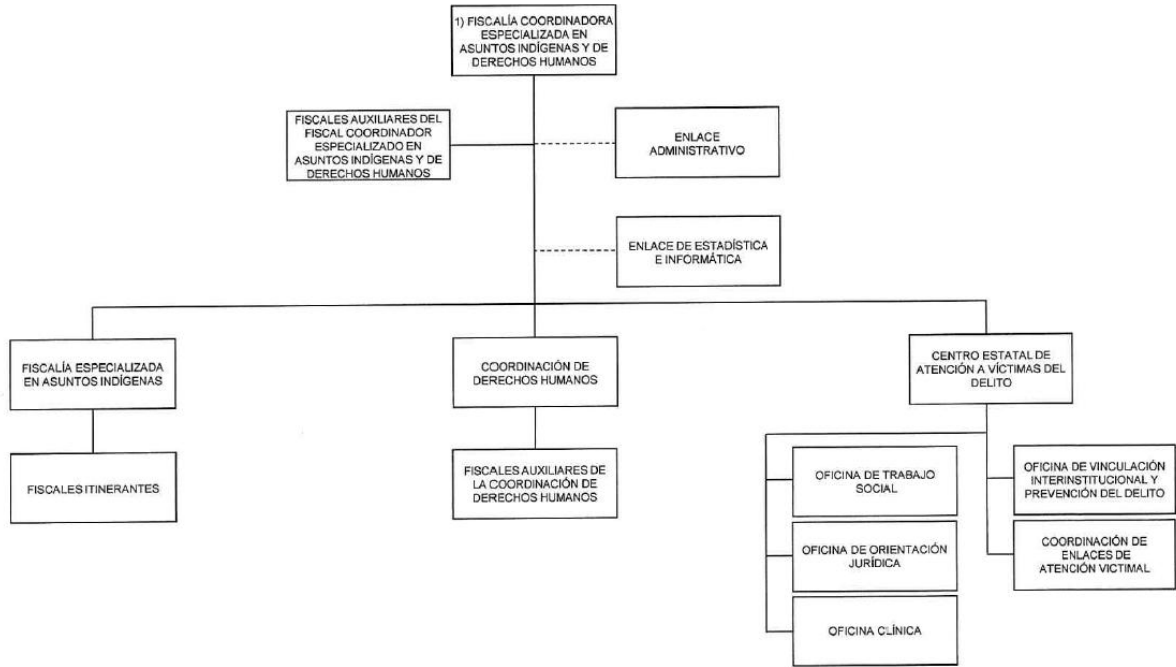 1) FISCALÍA COORDINADORA
ESPECIALIZADA EN
ASUNTOS INDÍGENAS Y DE
DERECHOS HUMANOS
FISCALES AUXILIARES DEL
FISCAL COORDINADOR
ESPECIALIZADO EN
ASUNTOS INDÍGENAS Y DE
DERECHOS HUMANOS
ENLACE
ADMINISTRATIVO
ENLACE DE ESTADÍSTICA
E INFORMÁTICA
FISCALÍA ESPECIALIZADA
EN ASUNTOS INDÍGENAS
COORDINACIÓN DE
DERECHOS HUMANOS
CENTRO ESTATAL DE
ATENCIÓN A VÍCTIMAS DEL
DELITO
FISCALES ITINERANTES
FISCALES AUXILIARES DE
LA COORDINACIÓN DE
DERECHOS HUMANOS
OFICINA DE TRABAJO
SOCIAL
OFICINA DE VINCULACIÓN
INTERINSTITUCIONAL Y
PREVENCIÓN DEL DELITO
OFICINA DE ORIENTACIÓN
JURÍDICA
COORDINACIÓN DE
ENLACES DE
ATENCIÓN VICTIMAL
OFICINA CLÍNICA